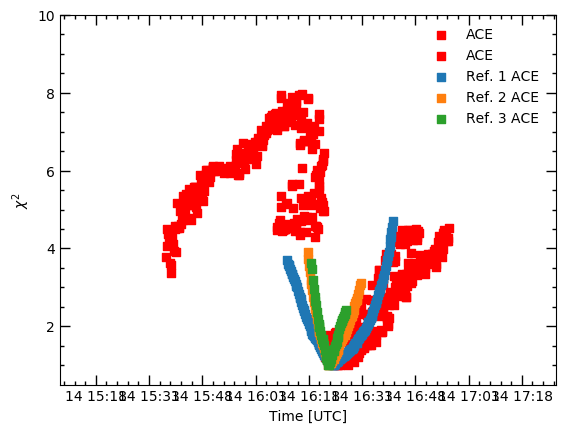 10
8
6
4
2
χ²
ACE
ACE
Ref. 1 ACE
Ref. 2 ACE
Ref. 3 ACE
14 15:18 14 15:33 14 15:48 14 16:03 14 16:18 14 16:33 14 16:48 14 17:03 14 17:18
Time [UTC]